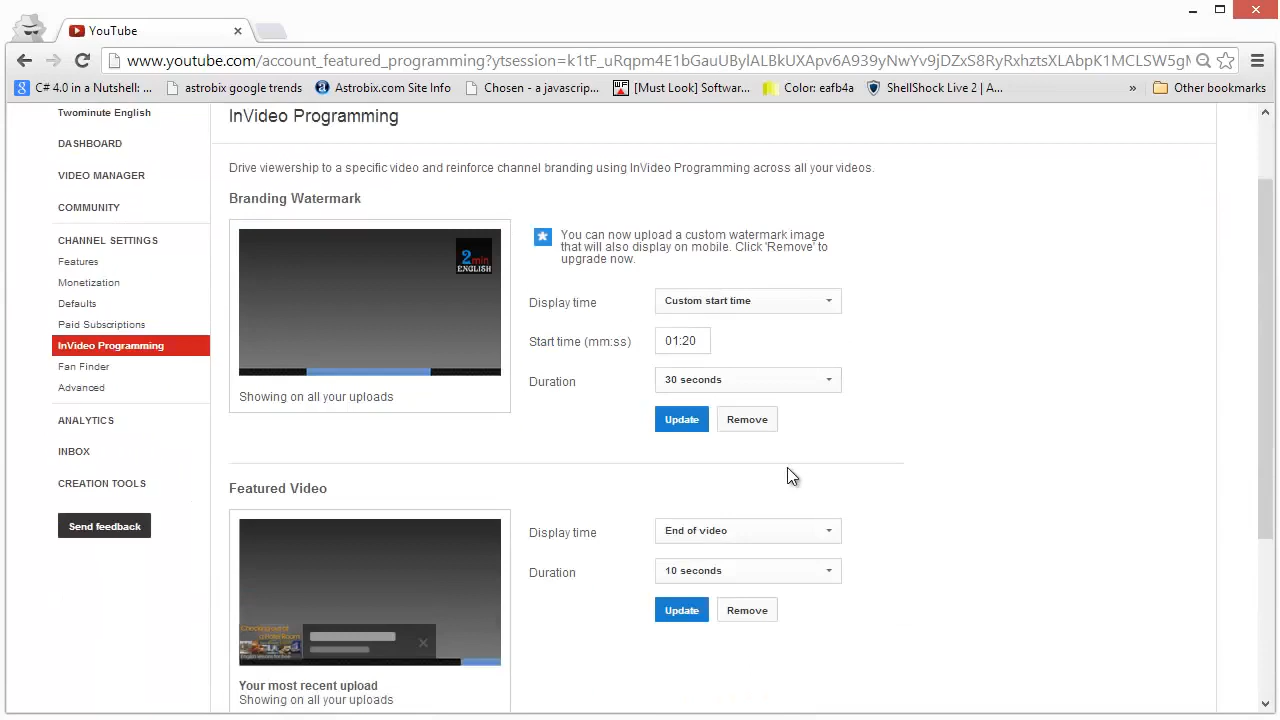 YouTube
www.youtube.com/account_featured_programming?ytsession=k1tF_uRqpm4E1bGauUBylALBkUXApv6A939yNwYv9jDZxS8RyRxhztsXLAbpK1MCLSW5gM
C# 4.0 in a Nutshell: ...
astrobix google trends
Astrobix.com Site Info
Chosen - a javascrip...
[Must Look] Softwar...
Color: eafb4a
ShellShock Live 2 | A...
» Other bookmarks
Twominute English
DASHBOARD
VIDEO MANAGER
COMMUNITY
CHANNEL SETTINGS
Features
Monetization
Defaults
Paid Subscriptions
InVideo Programming
Fan Finder
Advanced
ANALYTICS
INBOX
CREATION TOOLS
Send feedback
InVideo Programming
Drive viewership to a specific video and reinforce channel branding using InVideo Programming across all your videos.
Branding Watermark
2min
ENGLISH
Showing on all your uploads
You can now upload a custom watermark image
that will also display on mobile. Click 'Remove' to
upgrade now.
Display time Custom start time
Start time (mm:ss) 01:20
Duration 30 seconds
Update Remove
Featured Video
English lessons for free
Your most recent upload
Showing on all your uploads
Display time End of video
Duration 10 seconds
Update Remove